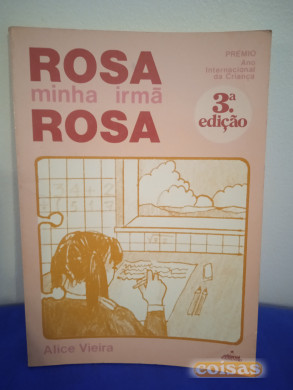 ROSA
minha irmã
ROSA
PRÉMIO
Ano
Internacional
da Criança
3.ª
edição
Alice Vieira
coisas